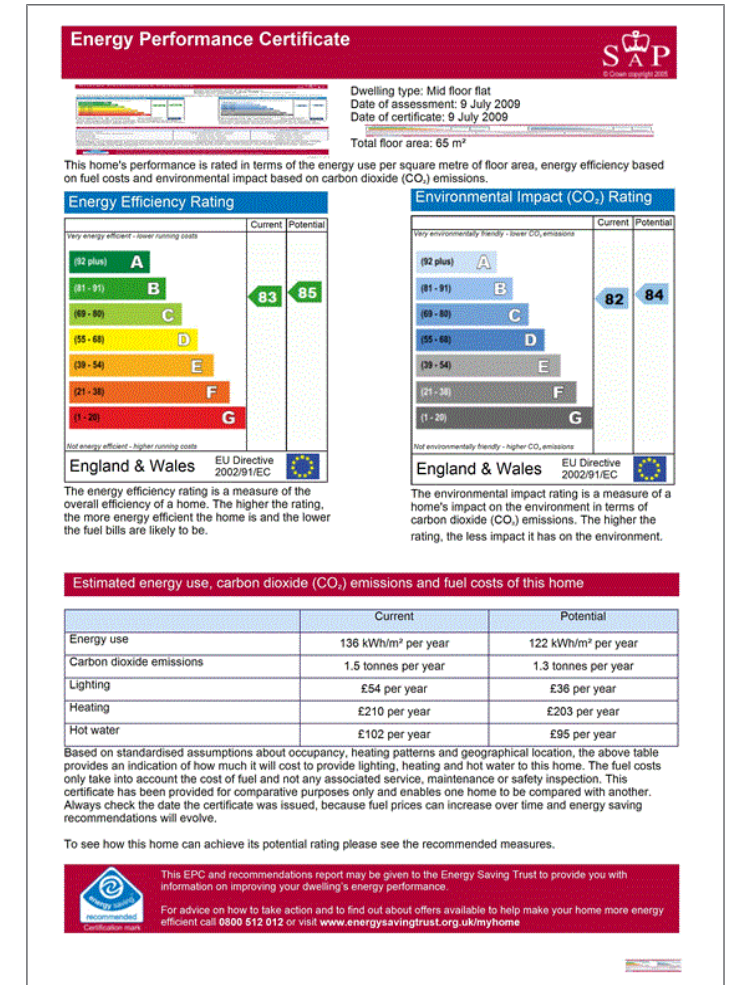 Energy Performance Certificate
SAP
© Crown copyright 2005
Dwelling type: Mid floor flat
Date of assessment: 9 July 2009
Date of certificate: 9 July 2009
Total floor area: 65 m²
This home's performance is rated in terms of the energy use per square metre of floor area, energy efficiency based
on fuel costs and environmental impact based on carbon dioxide (CO₂) emissions.
Energy Efficiency Rating
Current Potential
Very energy efficient - lower running costs
(92 plus) A
(81 - 91) B
(69 - 80) C
(55 - 68) D
(39 - 54) E
(21 - 38) F
(1 - 20) G
83 85
Not energy efficient - higher running costs
England & Wales
EU Directive
2002/91/EC
The energy efficiency rating is a measure of the
overall efficiency of a home. The higher the rating,
the more energy efficient the home is and the lower
the fuel bills are likely to be.
Environmental Impact (CO₂) Rating
Current Potential
Very environmentally friendly - lower CO₂ emissions
(92 plus) A
(81 - 91) B
(69 - 80) C
(55 - 68) D
(39 - 54) E
(21 - 38) F
(1 - 20) G
82 84
Not environmentally friendly - higher CO₂ emissions
England & Wales
EU Directive
2002/91/EC
The environmental impact rating is a measure of a
home's impact on the environment in terms of
carbon dioxide (CO₂) emissions. The higher the
rating, the less impact it has on the environment.
Estimated energy use, carbon dioxide (CO₂) emissions and fuel costs of this home
Current Potential
Energy use 136 kWh/m² per year 122 kWh/m² per year
Carbon dioxide emissions 1.5 tonnes per year 1.3 tonnes per year
Lighting £54 per year £36 per year
Heating £210 per year £203 per year
Hot water £102 per year £95 per year
Based on standardised assumptions about occupancy, heating patterns and geographical location, the above table
provides an indication of how much it will cost to provide lighting, heating and hot water to this home. The fuel costs
only take into account the cost of fuel and not any associated service, maintenance or safety inspection. This
certificate has been provided for comparative purposes only and enables one home to be compared with another.
Always check the date the certificate was issued, because fuel prices can increase over time and energy saving
recommendations will evolve.
To see how this home can achieve its potential rating please see the recommended measures.
energy saving
recommended
Certification mark
This EPC and recommendations report may be given to the Energy Saving Trust to provide you with
information on improving your dwelling's energy performance.
For advice on how to take action and to find out about offers available to help make your home more energy
efficient call 0800 512 012 or visit www.energysavingtrust.org.uk/myhome